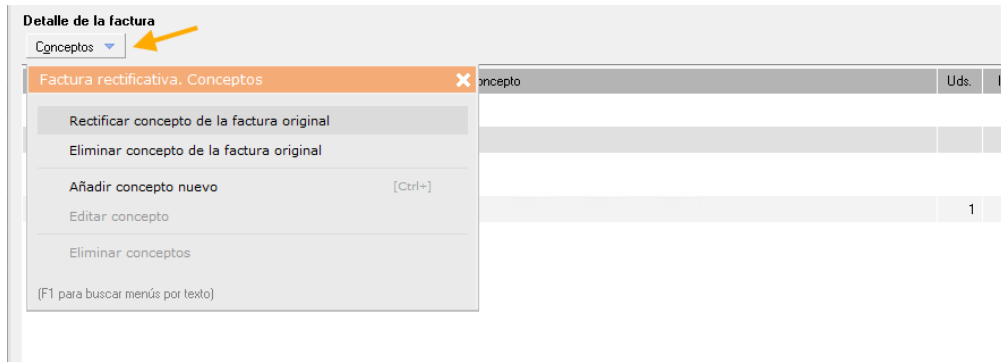 Detalle de la factura
Conceptos
Factura rectificativa. Conceptos
oncepto Uds.
Rectificar concepto de la factura original
Eliminar concepto de la factura original
Añadir concepto nuevo [Ctrl+]
Editar concepto
1
Eliminar conceptos
(F1 para buscar menús por texto)